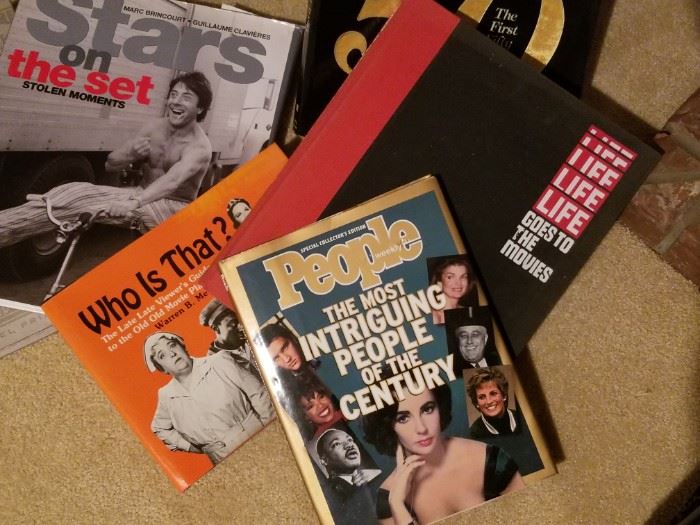 MARC BRINCOURT • GUILLAUME CLAVIÈRES
Stars
on
the set
STOLEN MOMENTS
The
First
50
LIFE
LIFE
LIFE
LIFE
GOES TO
THE
MOVIES
Who Is That?
The Late Late Viewer's
to the Old Old Movie
Warren B.
SPECIAL COLLECTOR'S EDITION
People
weekly
THE MOST
INTRIGUING
PEOPLE
OF THE
CENTURY